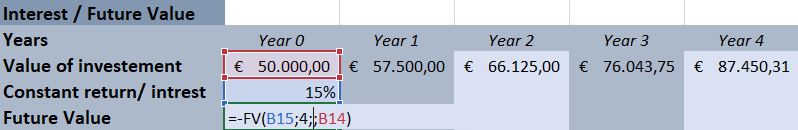 Interest / Future Value
Years Year 0 Year 1 Year 2 Year 3 Year 4
Value of investement € 50.000,00 € 57.500,00 € 66.125,00 € 76.043,75 € 87.450,31
Constant return/ intrest 15%
Future Value =-FV(B15;4;;B14)